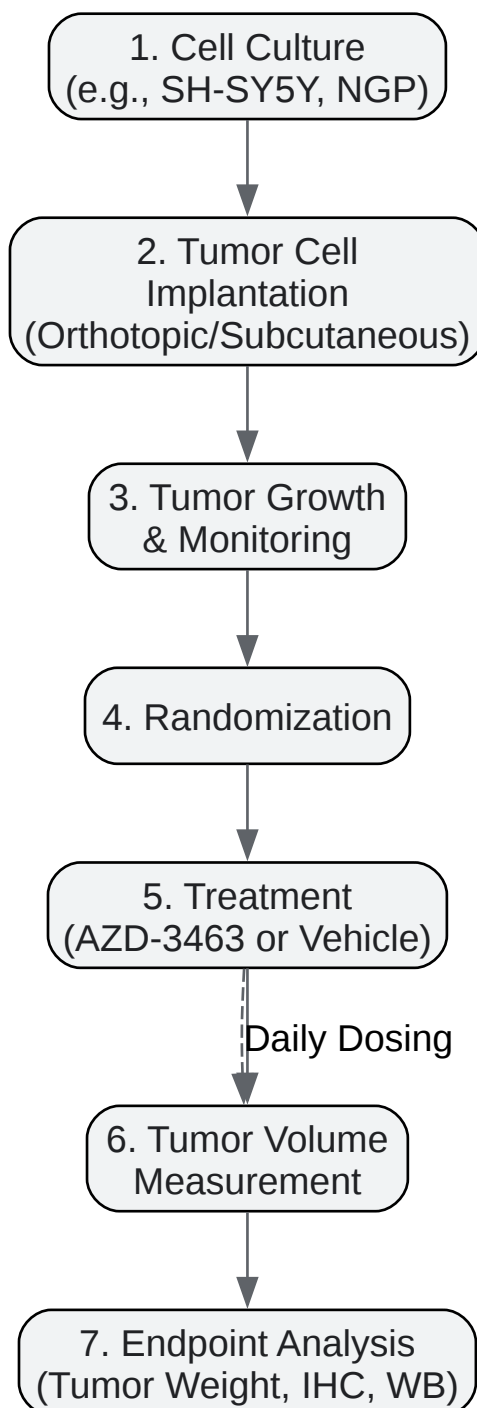 1. Cell Culture
(e.g., SH-SY5Y, NGP)
2. Tumor Cell
Implantation
(Orthotopic/Subcutaneous)
3. Tumor Growth
& Monitoring
4. Randomization
5. Treatment
(AZD-3463 or Vehicle)
Daily Dosing
6. Tumor Volume
Measurement
7. Endpoint Analysis
(Tumor Weight, IHC, WB)